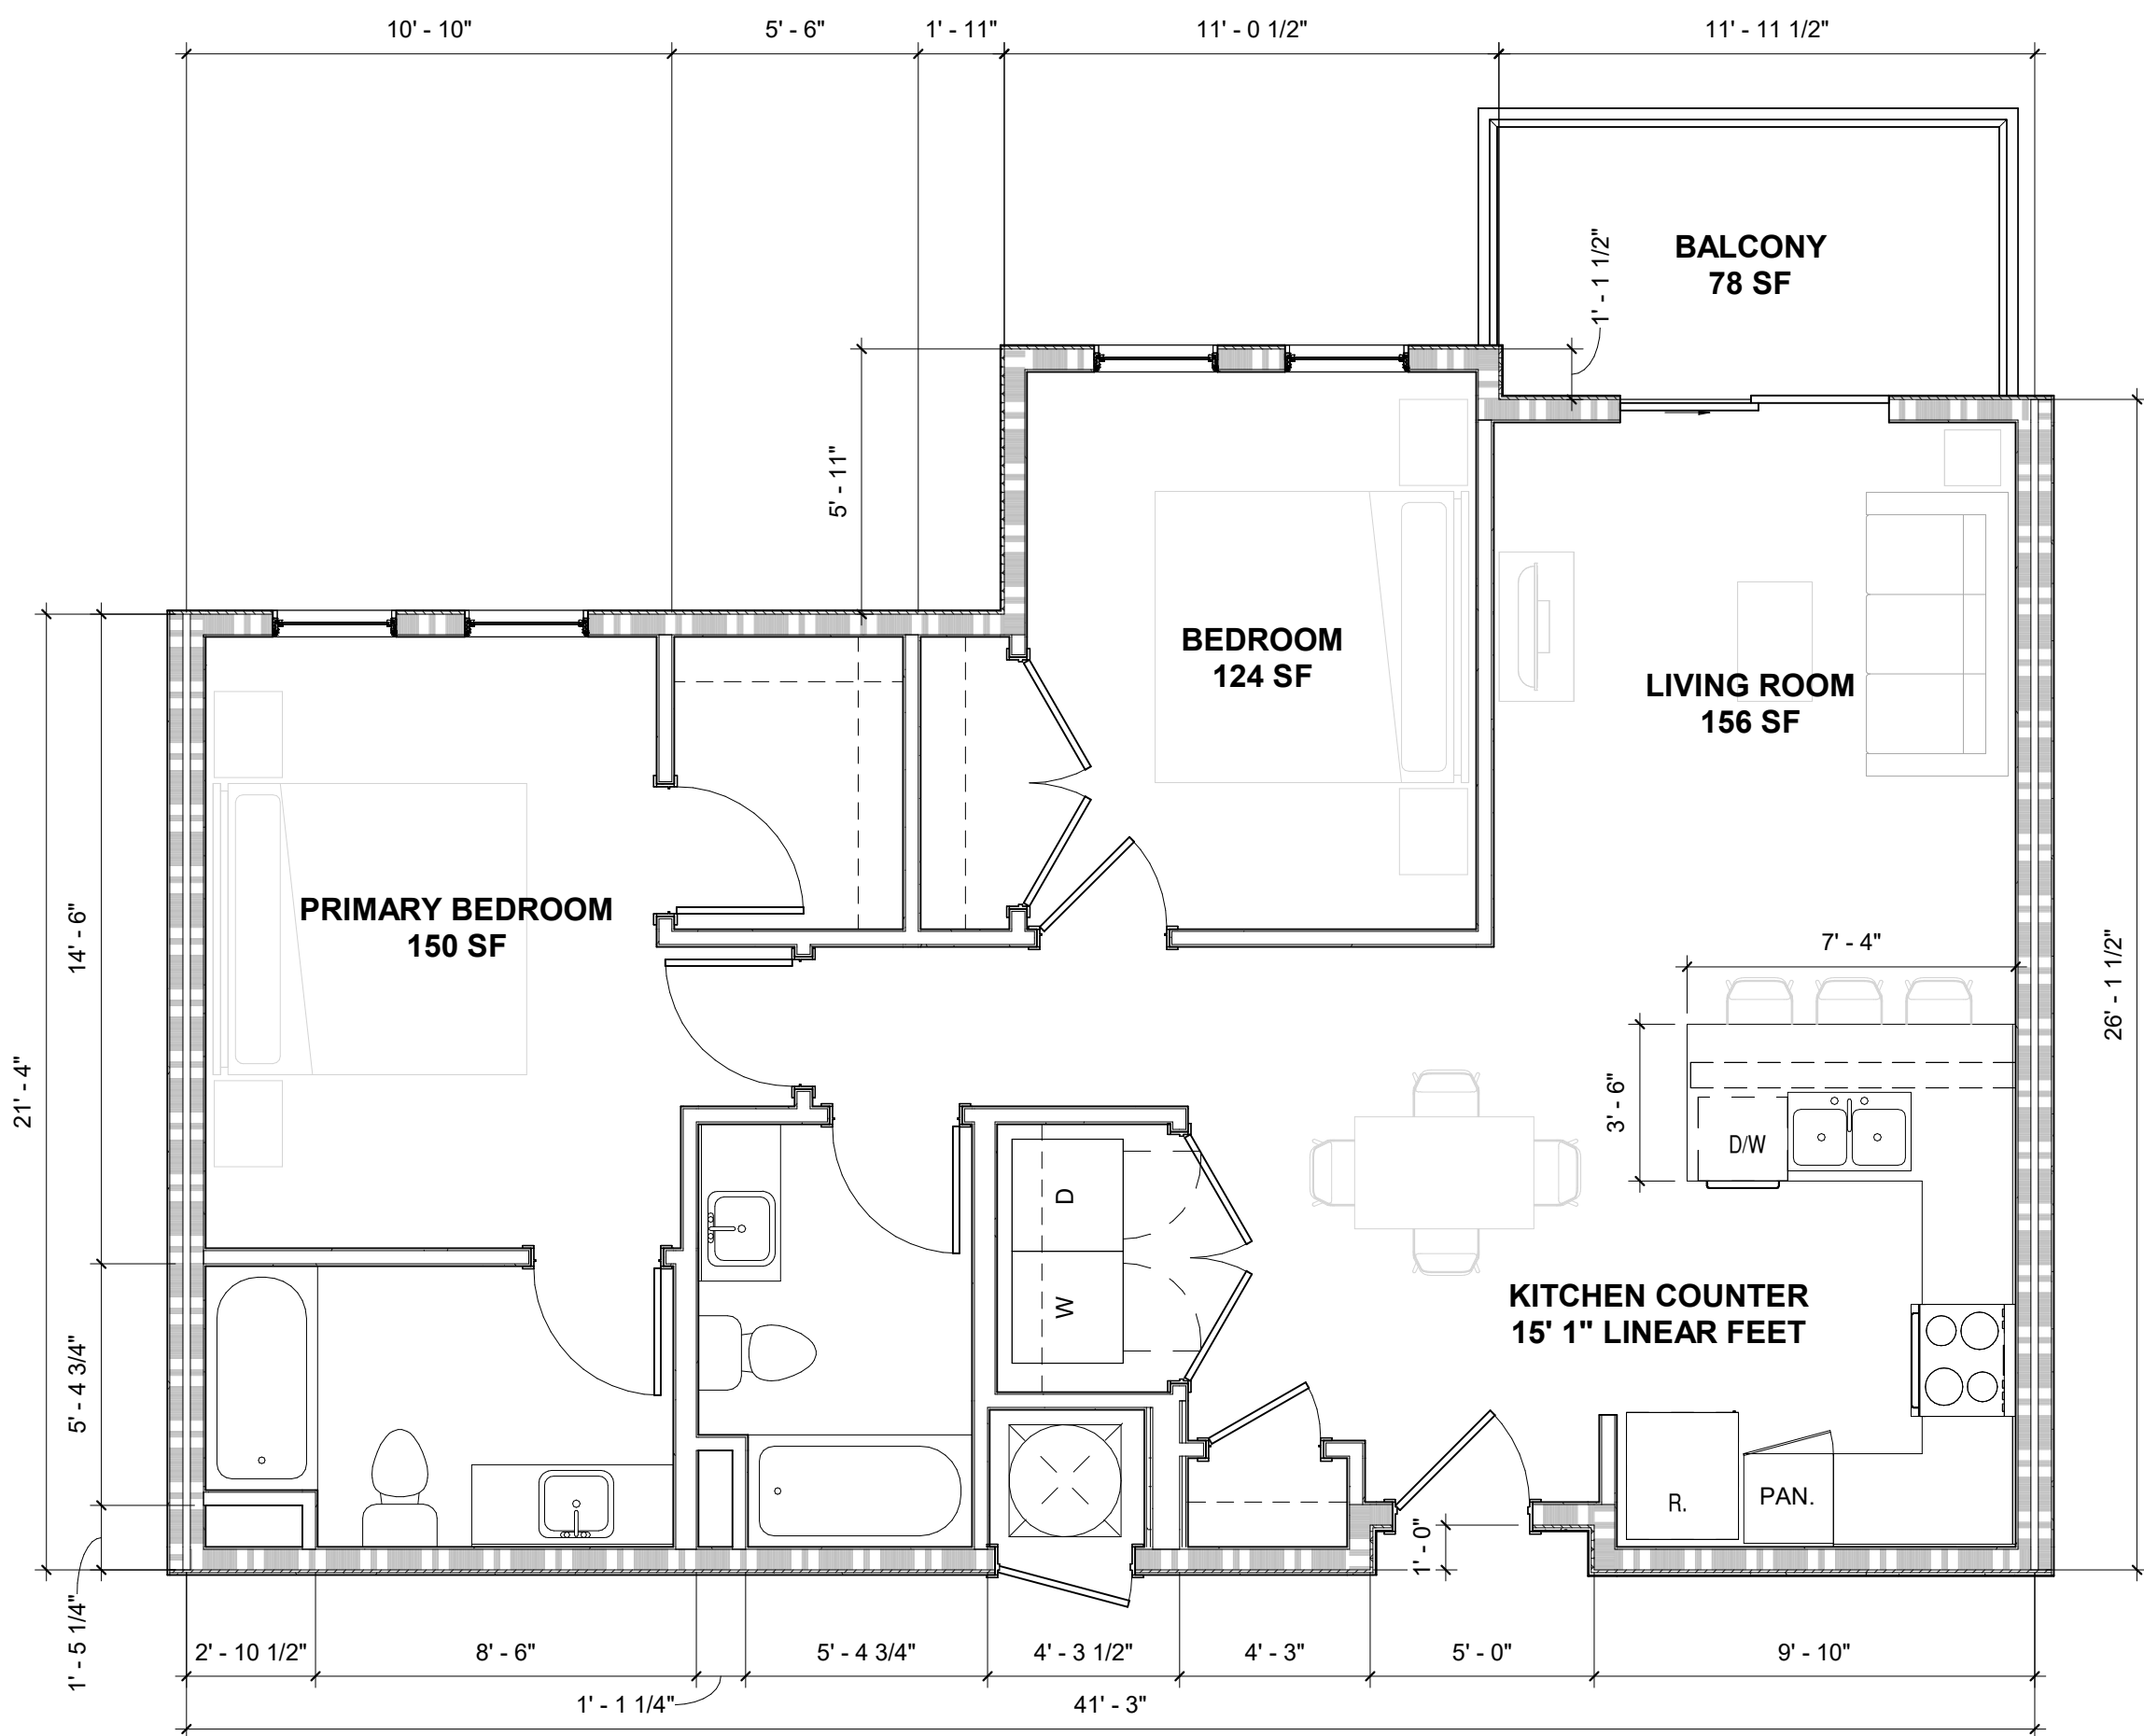 10' - 10"
5' - 6"
1' - 11"
11' - 0 1/2"
11' - 11 1/2"
BALCONY
78 SF
1' - 1 1/2"
5' - 11"
BEDROOM
124 SF
LIVING ROOM
156 SF
PRIMARY BEDROOM
150 SF
14' - 6"
21' - 4"
7' - 4"
26' - 1 1/2"
3' - 6"
D/W
D
W
KITCHEN COUNTER
15' 1" LINEAR FEET
5' - 4 3/4"
R.
PAN.
1' - 0"
1' - 5 1/4"
2' - 10 1/2"
8' - 6"
5' - 4 3/4"
4' - 3 1/2"
4' - 3"
5' - 0"
9' - 10"
1' - 1 1/4"
41' - 3"